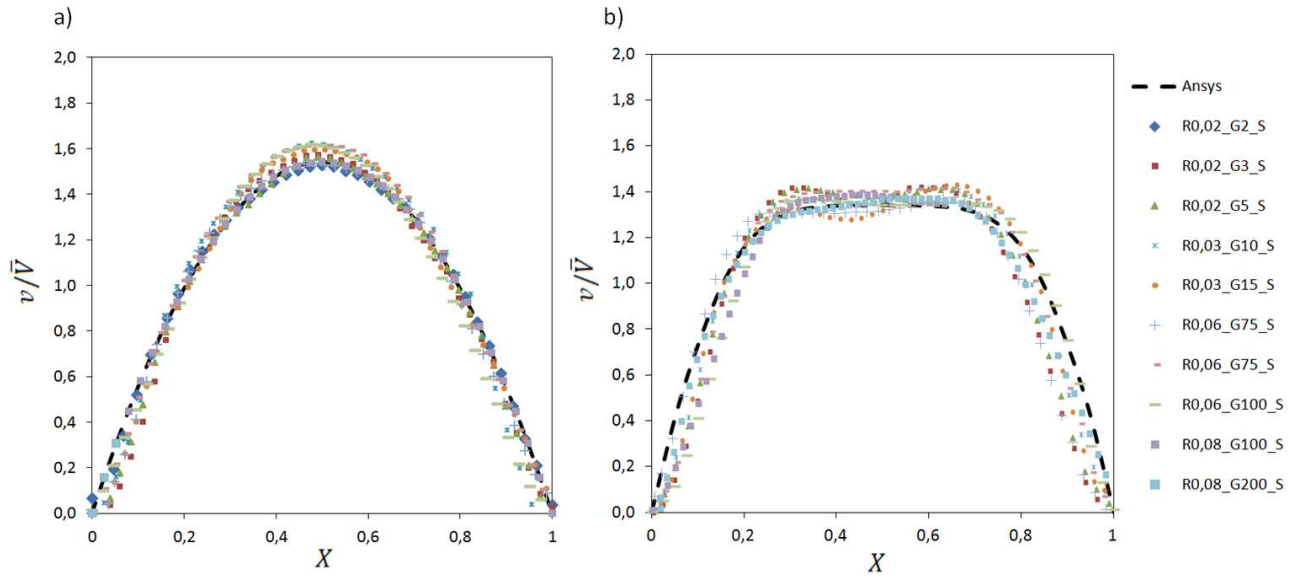 a)
2,0
1,8
1,6
1,4
1,2
1,0
0,8
0,6
0,4
0,2
0,0
v/V̅
0
0,2
0,4
0,6
0,8
1
X
b)
2,0
1,8
1,6
1,4
1,2
1,0
0,8
0,6
0,4
0,2
0,0
v/V̅
0
0,2
0,4
0,6
0,8
1
X
Ansys
R0,02_G2_S
R0,02_G3_S
R0,02_G5_S
R0,03_G10_S
R0,03_G15_S
R0,06_G75_S
R0,06_G75_S
R0,06_G100_S
R0,08_G100_S
R0,08_G200_S